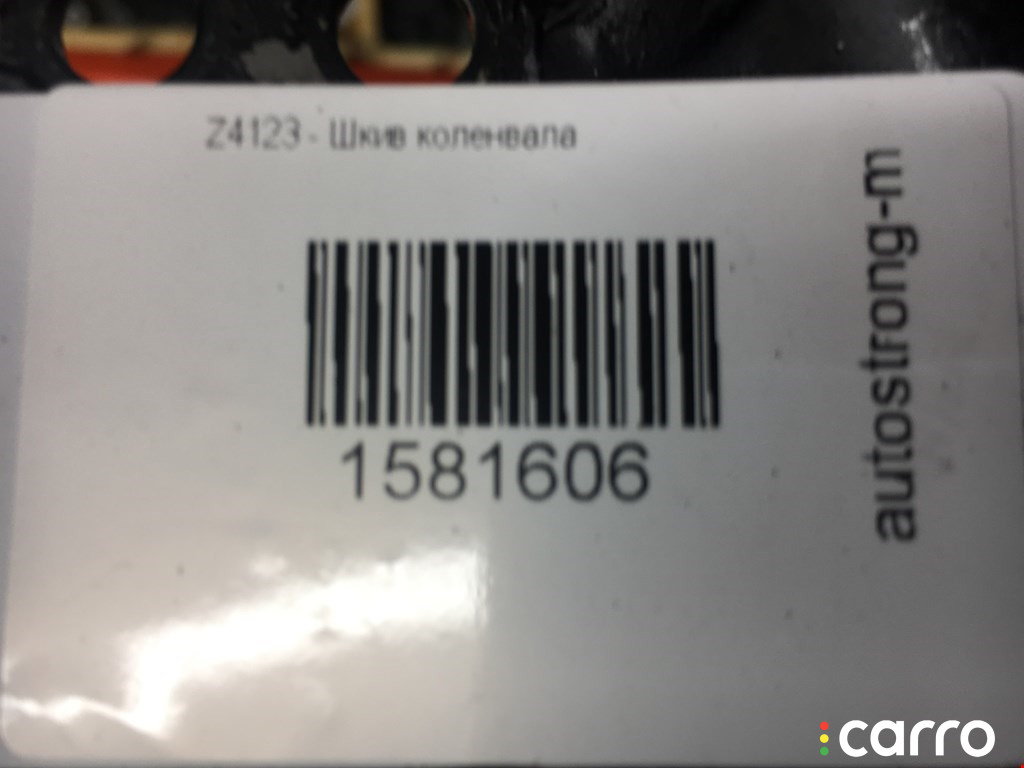 Z4123 - Шкив коленвала
1581606
autostrong-m
carro